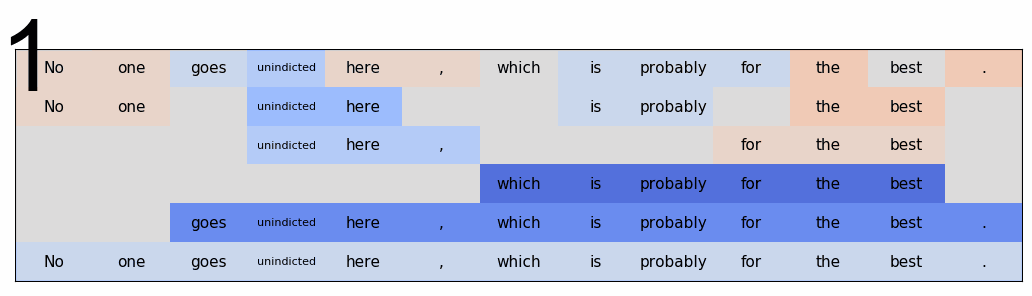 1
No one goes unindicted here , which is probably for the best .
No one unindicted here is probably the best
unindicted here , for the best
which is probably for the best
goes unindicted here , which is probably for the best .
No one goes unindicted here , which is probably for the best .